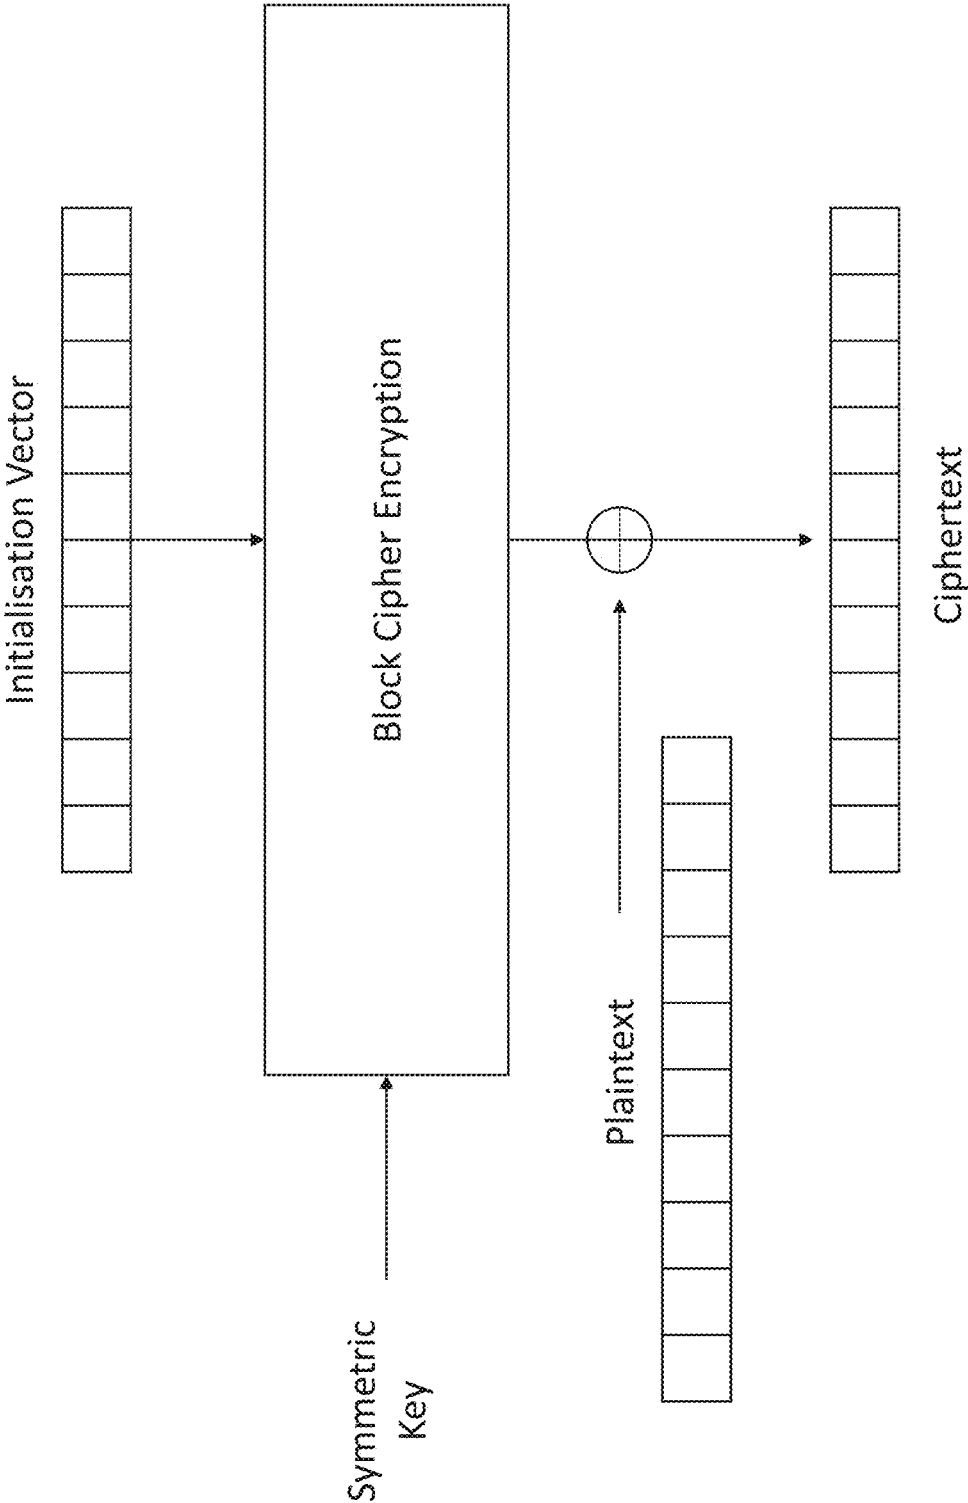 Initialisation Vector
Symmetric
Key
Block Cipher Encryption
Plaintext
Ciphertext